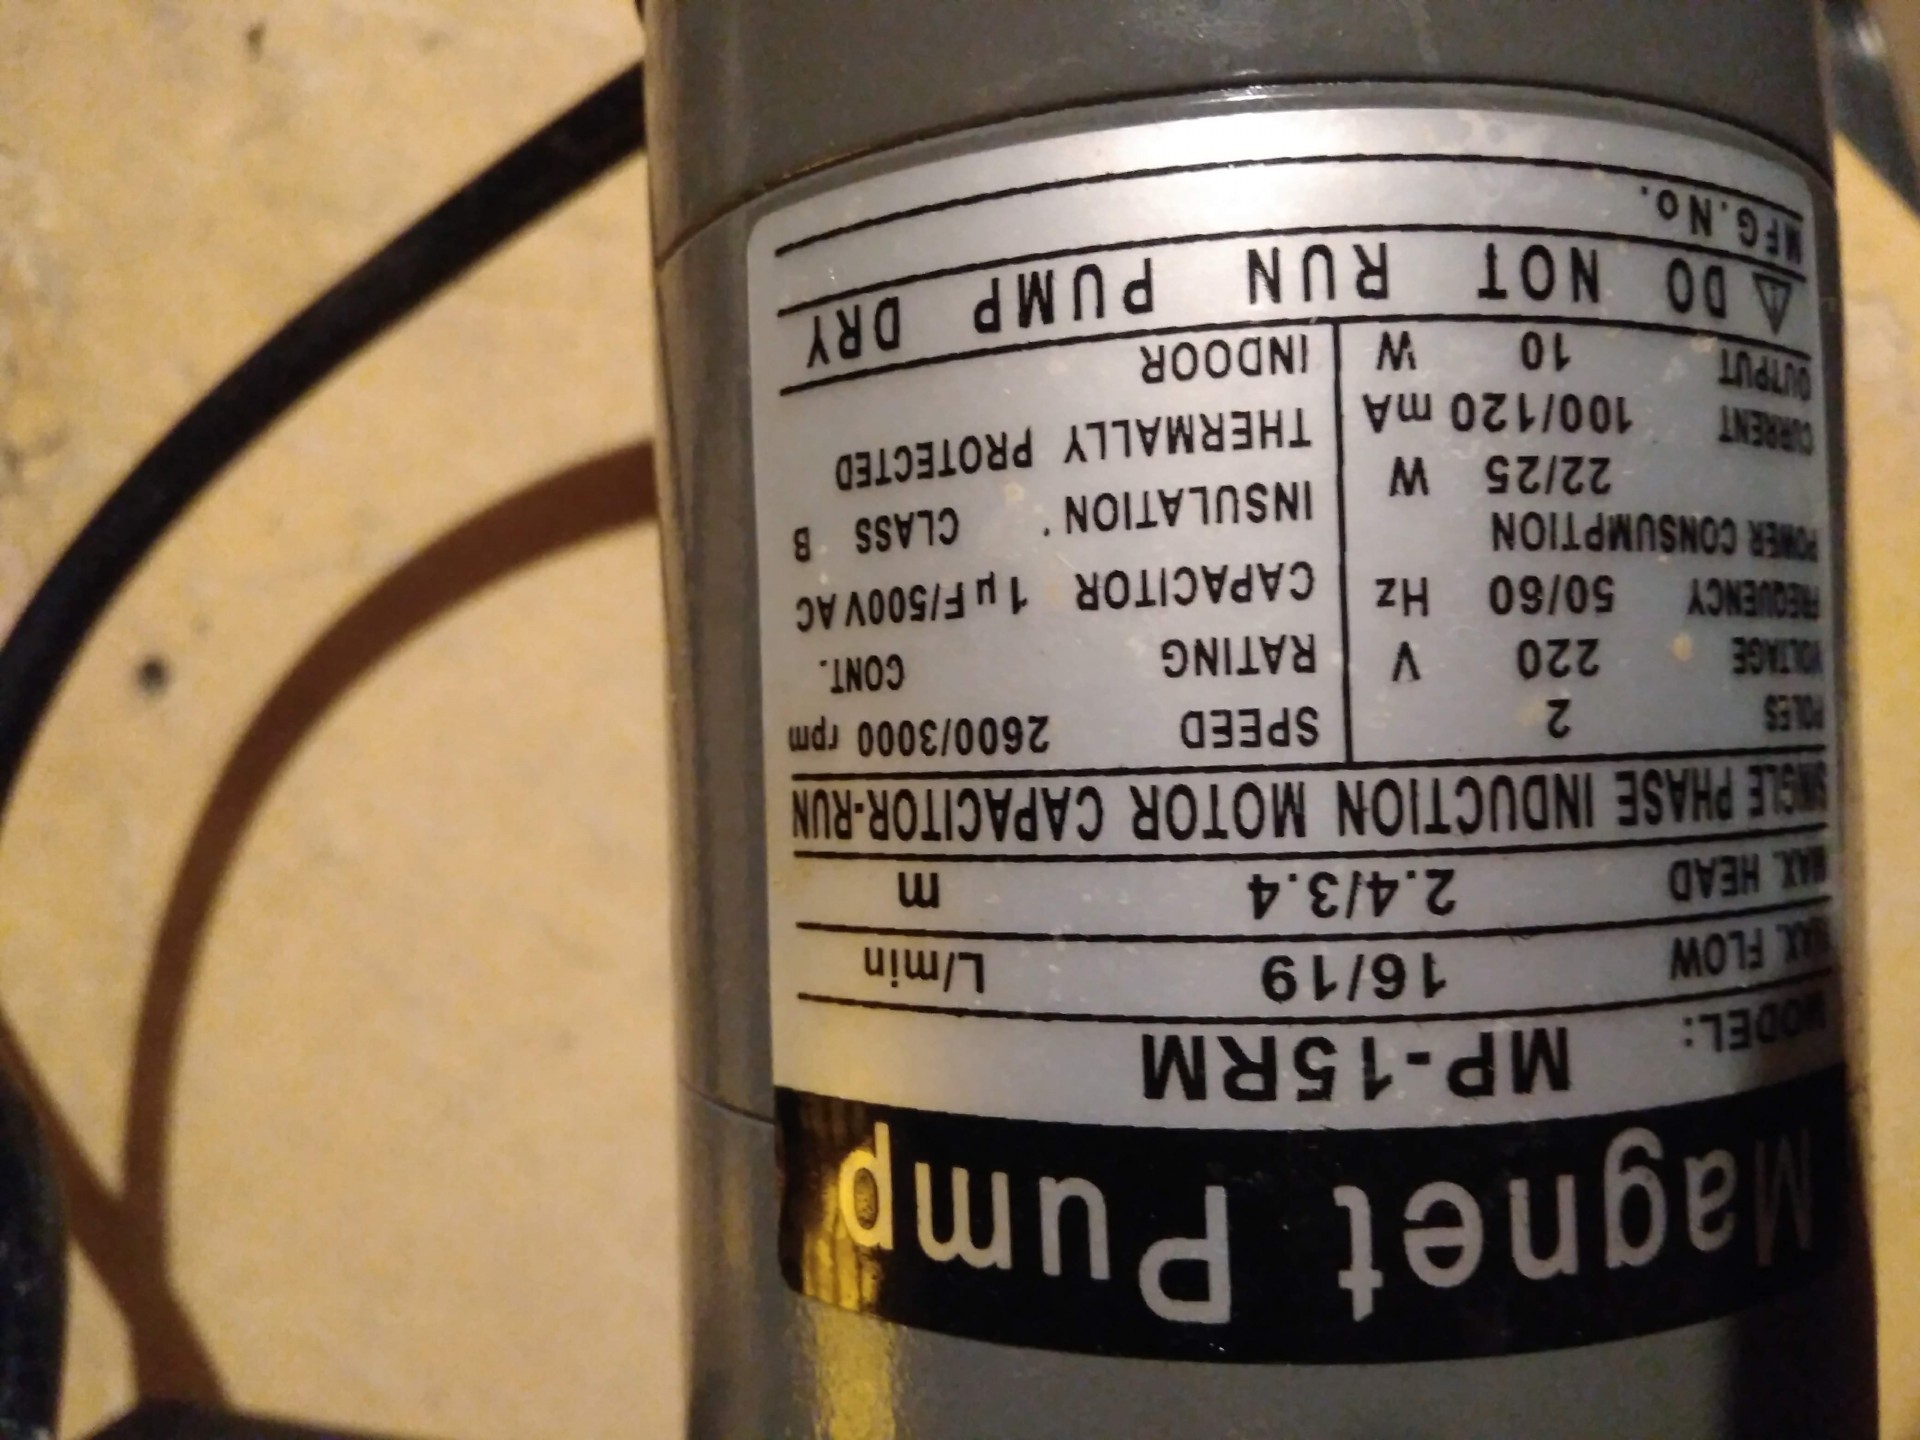 Magnet Pump
MODEL: MP-15RM
MAX. FLOW 16/19 L/min
MAX. HEAD 2.4/3.4 m
SINGLE PHASE INDUCTION MOTOR CAPACITOR-RUN
POLES 2
VOLTAGE 220 V
FREQUENCY 50/60 Hz
POWER CONSUMPTION
22/25 W
CURRENT 100/120 mA
OUTPUT 10 W
SPEED 2600/3000 rpm
RATING CONT.
CAPACITOR 1μF/500VAC
INSULATION CLASS B
THERMALLY PROTECTED
INDOOR
⚠ DO NOT RUN PUMP DRY
MFG.No.